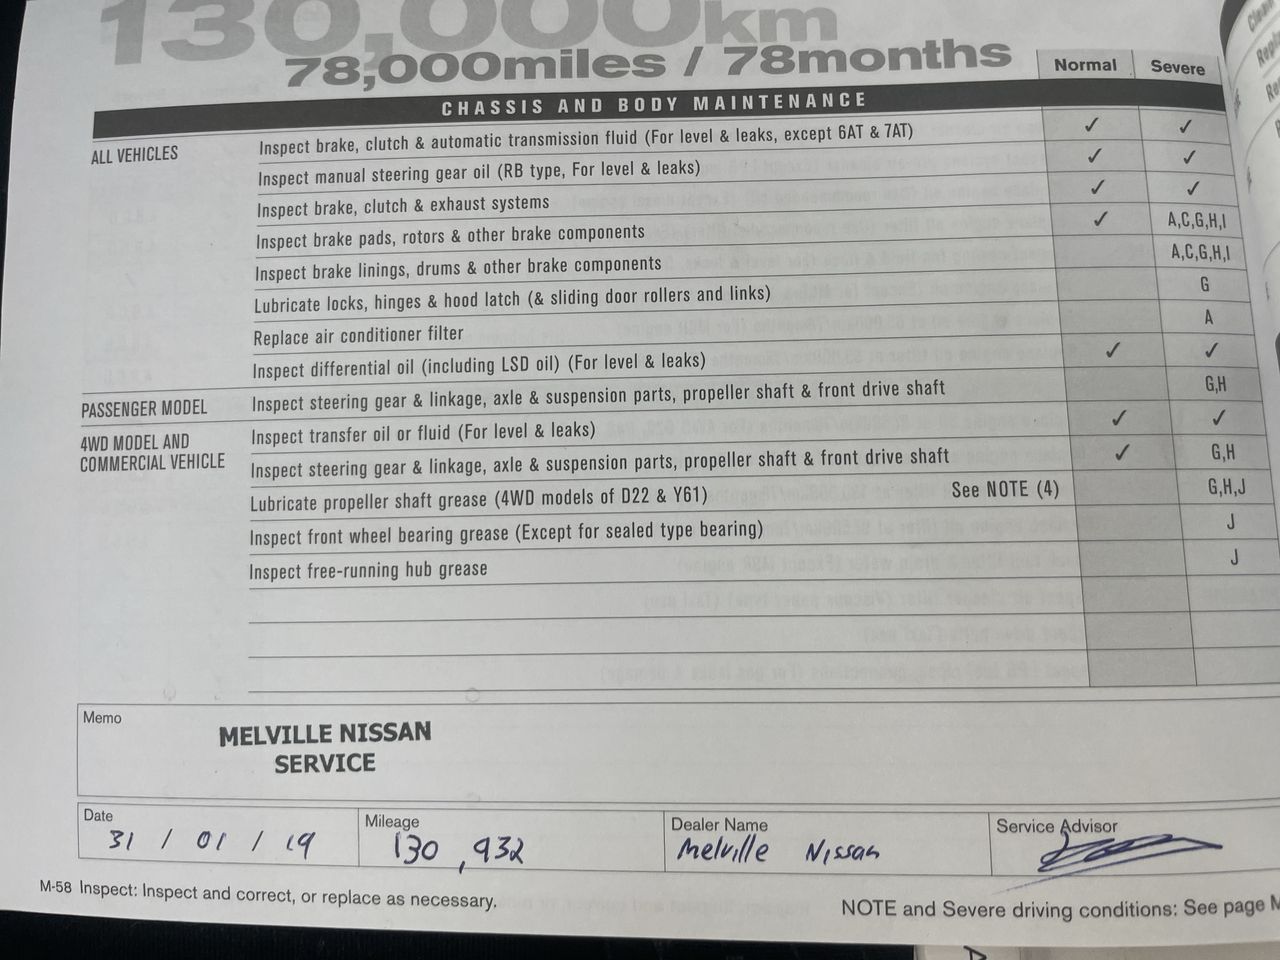 130,000km
78,000miles / 78months
Normal Severe
CHASSIS AND BODY MAINTENANCE
ALL VEHICLES Inspect brake, clutch & automatic transmission fluid (For level & leaks, except 6AT & 7AT) ✓ ✓
Inspect manual steering gear oil (RB type, For level & leaks) ✓ ✓
Inspect brake, clutch & exhaust systems ✓ ✓
Inspect brake pads, rotors & other brake components ✓ A,C,G,H,I
Inspect brake linings, drums & other brake components A,C,G,H,I
Lubricate locks, hinges & hood latch (& sliding door rollers and links) G
Replace air conditioner filter A
Inspect differential oil (including LSD oil) (For level & leaks) ✓ ✓
PASSENGER MODEL Inspect steering gear & linkage, axle & suspension parts, propeller shaft & front drive shaft G,H
4WD MODEL AND COMMERCIAL VEHICLE Inspect transfer oil or fluid (For level & leaks) ✓ ✓
Inspect steering gear & linkage, axle & suspension parts, propeller shaft & front drive shaft ✓ G,H
Lubricate propeller shaft grease (4WD models of D22 & Y61) See NOTE (4) G,H,J
Inspect front wheel bearing grease (Except for sealed type bearing) J
Inspect free-running hub grease J
Memo
MELVILLE NISSAN
SERVICE
Date Mileage Dealer Name Service Advisor
31 / 01 / 19 130,932 Melville Nissan
M-58 Inspect: Inspect and correct, or replace as necessary.
NOTE and Severe driving conditions: See page M